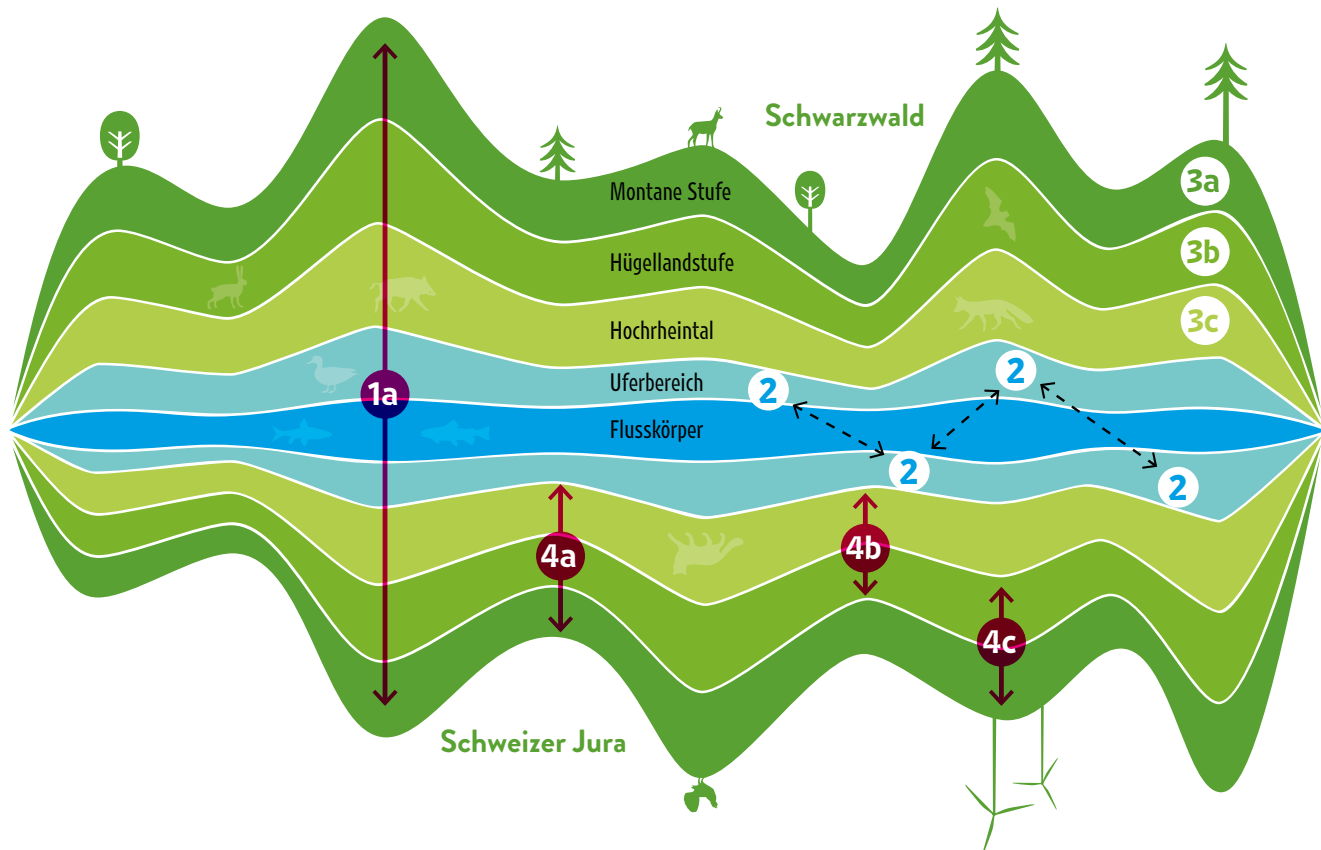 Schwarzwald
Montane Stufe
3a
Hügellandstufe
3b
Hochrheintal
3c
Uferbereich
2
2
1a
Flusskörper
2
2
4a
4b
4c
Schweizer Jura